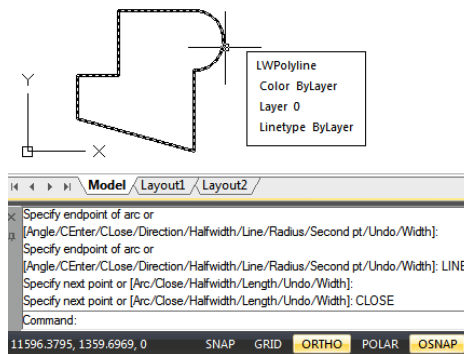 LWPolyline
Color ByLayer
Layer 0
Linetype ByLayer
Y
X
Model Layout1 Layout2
Specify endpoint of arc or
[Angle/CEnter/CLose/Direction/Halfwidth/Line/Radius/Second pt/Undo/Width]:
Specify endpoint of arc or
[Angle/CEnter/CLose/Direction/Halfwidth/Line/Radius/Second pt/Undo/Width]: LINE
Specify next point or [Arc/Close/Halfwidth/Length/Undo/Width]:
Specify next point or [Arc/Close/Halfwidth/Length/Undo/Width]: CLOSE
Command:
11596.3795, 1359.6969, 0 SNAP GRID ORTHO POLAR OSNAP